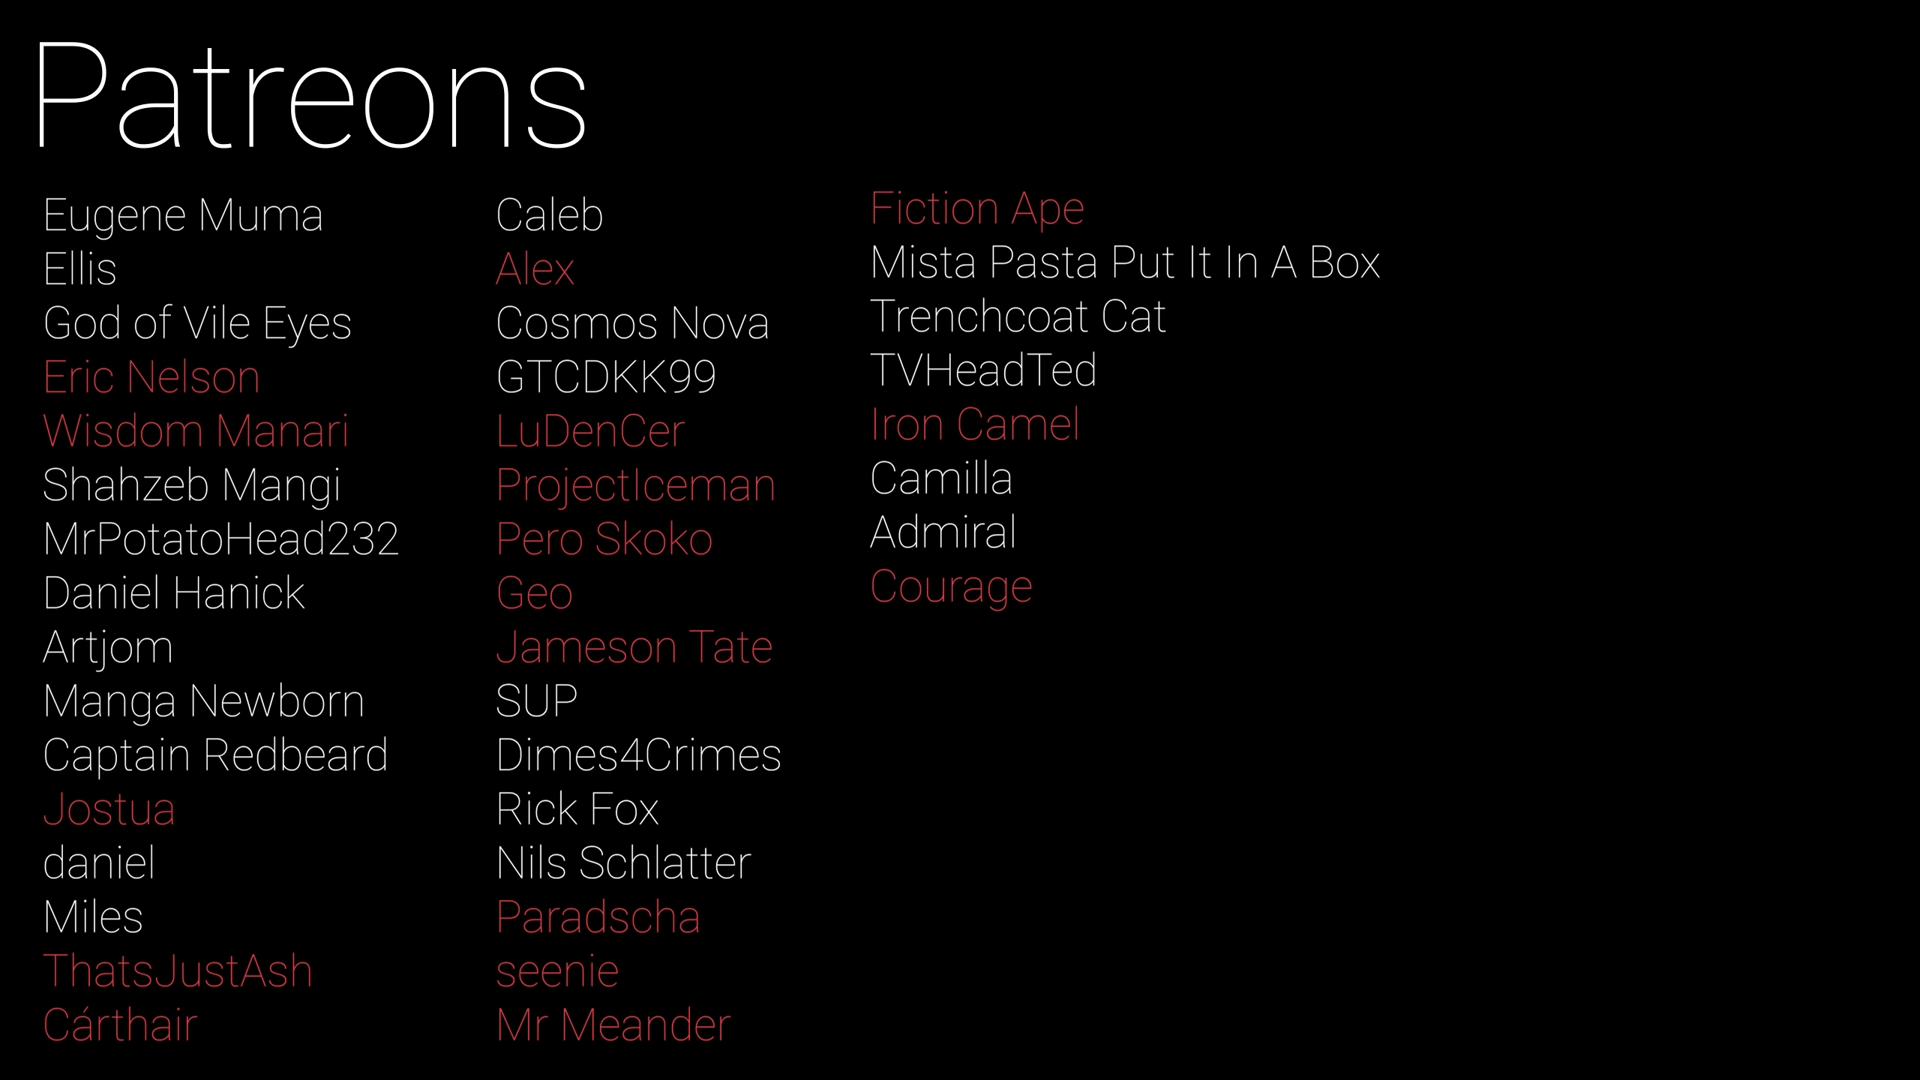 Patreons
Eugene Muma
Ellis
God of Vile Eyes
Eric Nelson
Wisdom Manari
Shahzeb Mangi
MrPotatoHead232
Daniel Hanick
Artjom
Manga Newborn
Captain Redbeard
Jostua
daniel
Miles
ThatsJustAsh
Cárthair
Caleb
Alex
Cosmos Nova
GTCDKK99
LuDenCer
ProjectIceman
Pero Skoko
Geo
Jameson Tate
SUP
Dimes4Crimes
Rick Fox
Nils Schlatter
Paradscha
seenie
Mr Meander
Fiction Ape
Mista Pasta Put It In A Box
Trenchcoat Cat
TVHeadTed
Iron Camel
Camilla
Admiral
Courage